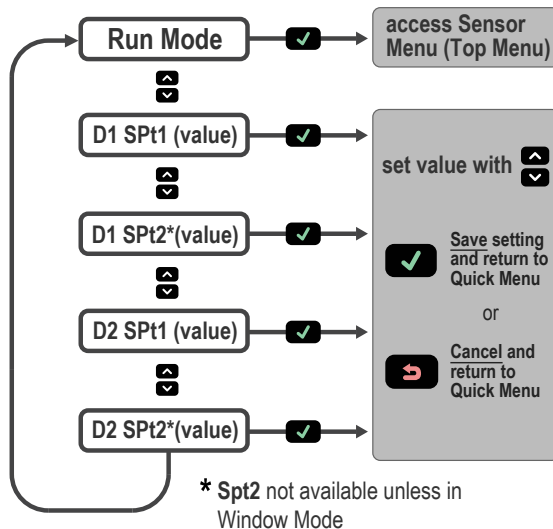 Run Mode
access Sensor
Menu (Top Menu)
D1 SPt1 (value)
set value with
D1 SPt2*(value)
Save setting
and return to
Quick Menu
or
D2 SPt1 (value)
Cancel and
return to
Quick Menu
D2 SPt2*(value)
* Spt2 not available unless in
Window Mode